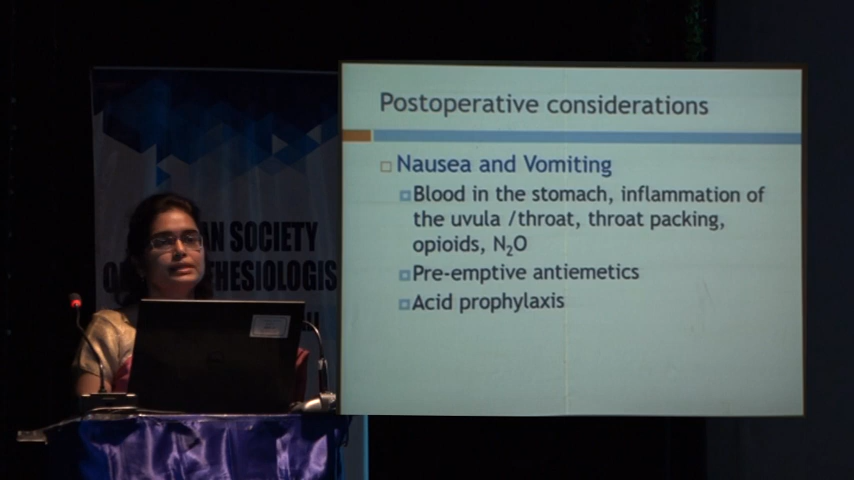 Postoperative considerations
Nausea and Vomiting
Blood in the stomach, inflammation of
the uvula /throat, throat packing,
opioids, N₂O
Pre-emptive antiemetics
Acid prophylaxis
AN SOCIETY
THESIOLOGIS